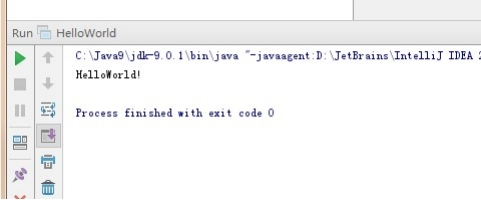 Run HelloWorld
C:\Java9\jdk-9.0.1\bin\java "-javaagent:D:\JetBrains\IntelliJ IDEA 2
HelloWorld!
Process finished with exit code 0